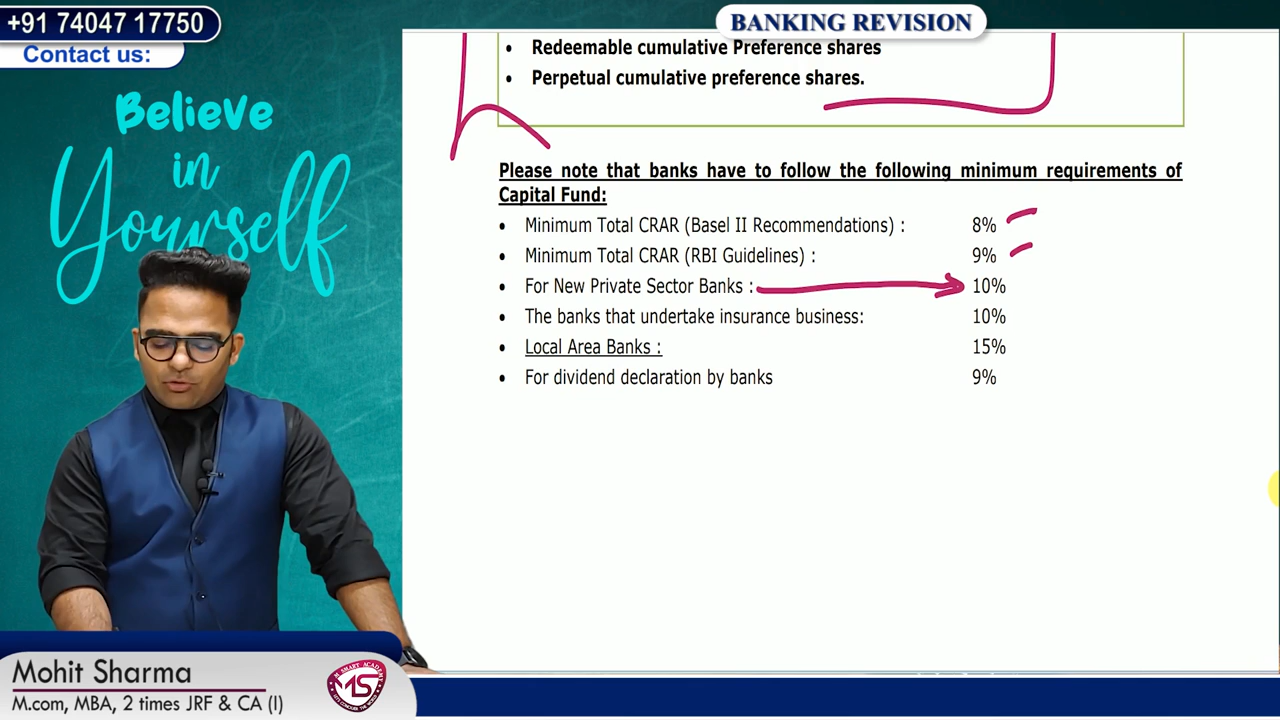 +91 74047 17750
Contact us:
BANKING REVISION
Believe
in
Yourself
• Redeemable cumulative Preference shares
• Perpetual cumulative preference shares.
Please note that banks have to follow the following minimum requirements of
Capital Fund:
• Minimum Total CRAR (Basel II Recommendations) : 8%
• Minimum Total CRAR (RBI Guidelines) : 9%
• For New Private Sector Banks : 10%
• The banks that undertake insurance business: 10%
• Local Area Banks : 15%
• For dividend declaration by banks 9%
Mohit Sharma
M.com, MBA, 2 times JRF & CA (I)
MS